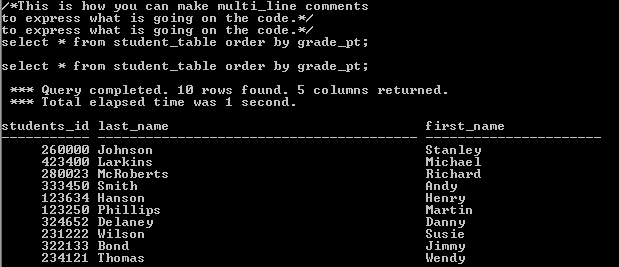 /*This is how you can make multi_line comments
to express what is going on the code.*/
to express what is going on the code.*/
select * from student_table order by grade_pt;
select * from student_table order by grade_pt;
*** Query completed. 10 rows found. 5 columns returned.
*** Total elapsed time was 1 second.
students_id last_name first_name
----------- ---------------------------------------- ----------------------
260000 Johnson Stanley
423400 Larkins Michael
280023 McRoberts Richard
333450 Smith Andy
123634 Hanson Henry
123250 Phillips Martin
324652 Delaney Danny
231222 Wilson Susie
322133 Bond Jimmy
234121 Thomas Wendy